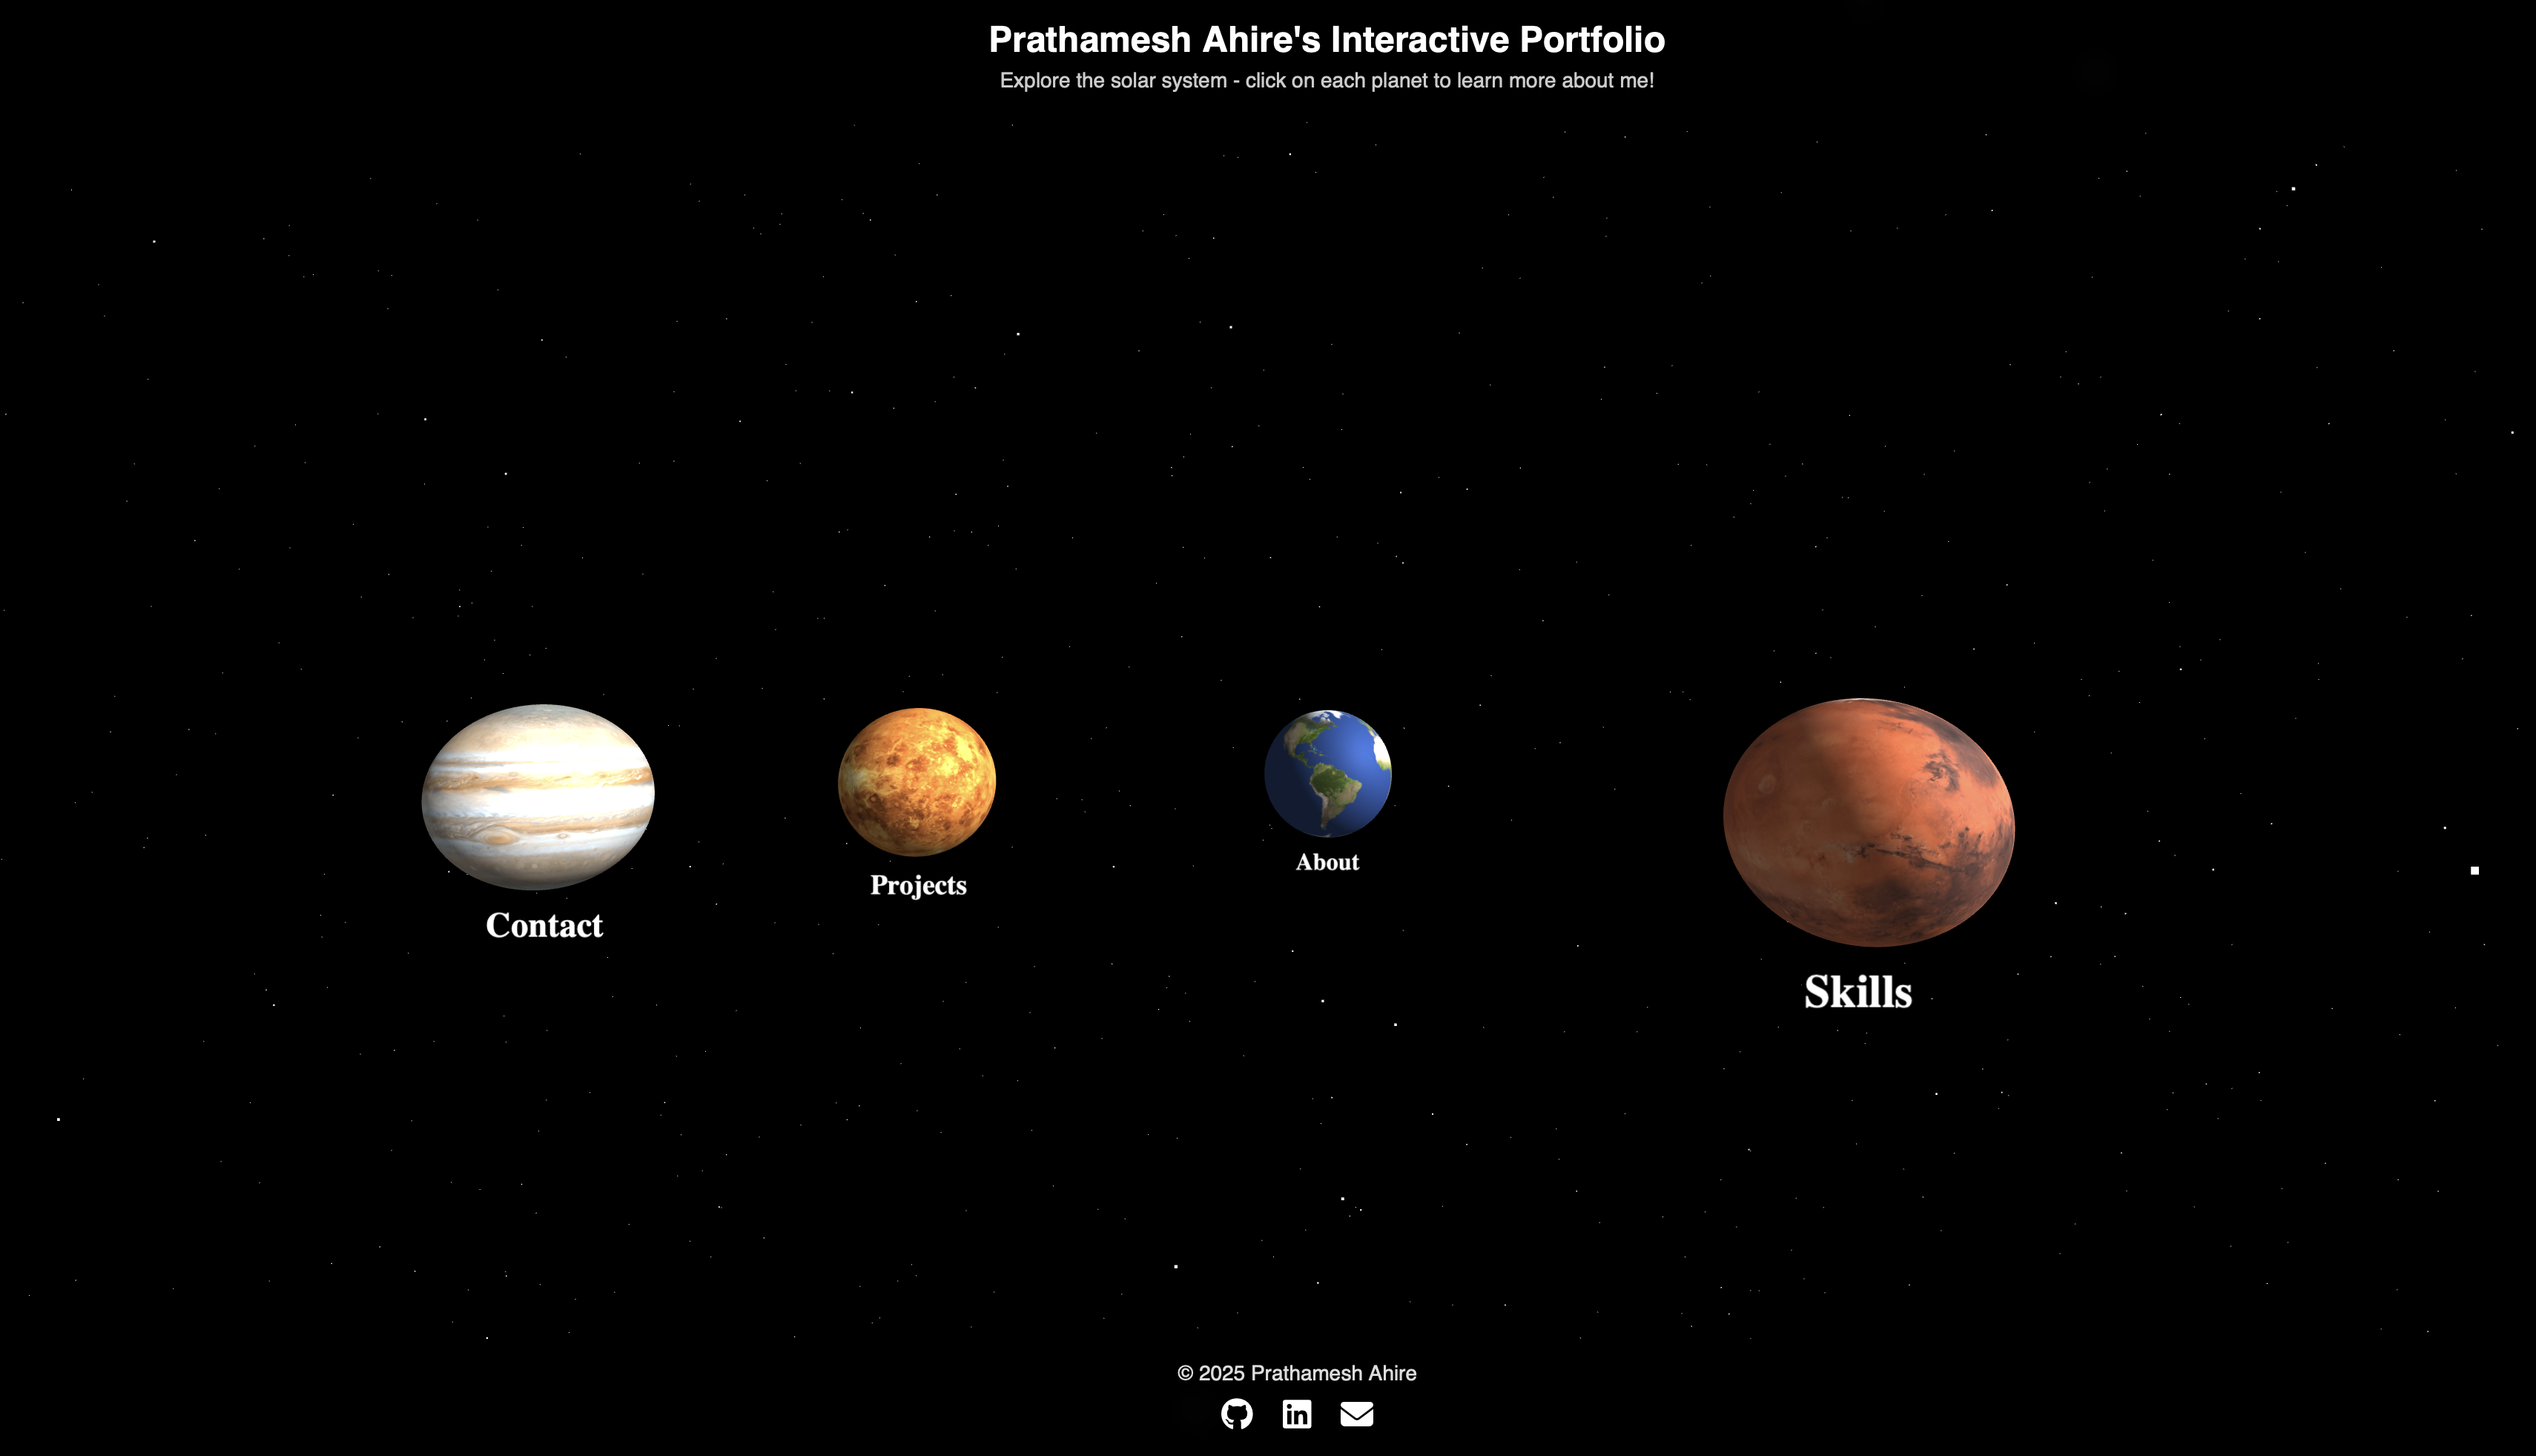 Prathamesh Ahire's Interactive Portfolio
Explore the solar system - click on each planet to learn more about me!
Contact
Projects
About
Skills
© 2025 Prathamesh Ahire
in